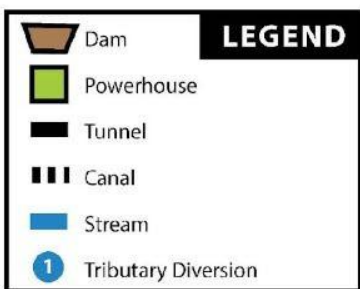 LEGEND
Dam
Powerhouse
Tunnel
Canal
Stream
1 Tributary Diversion